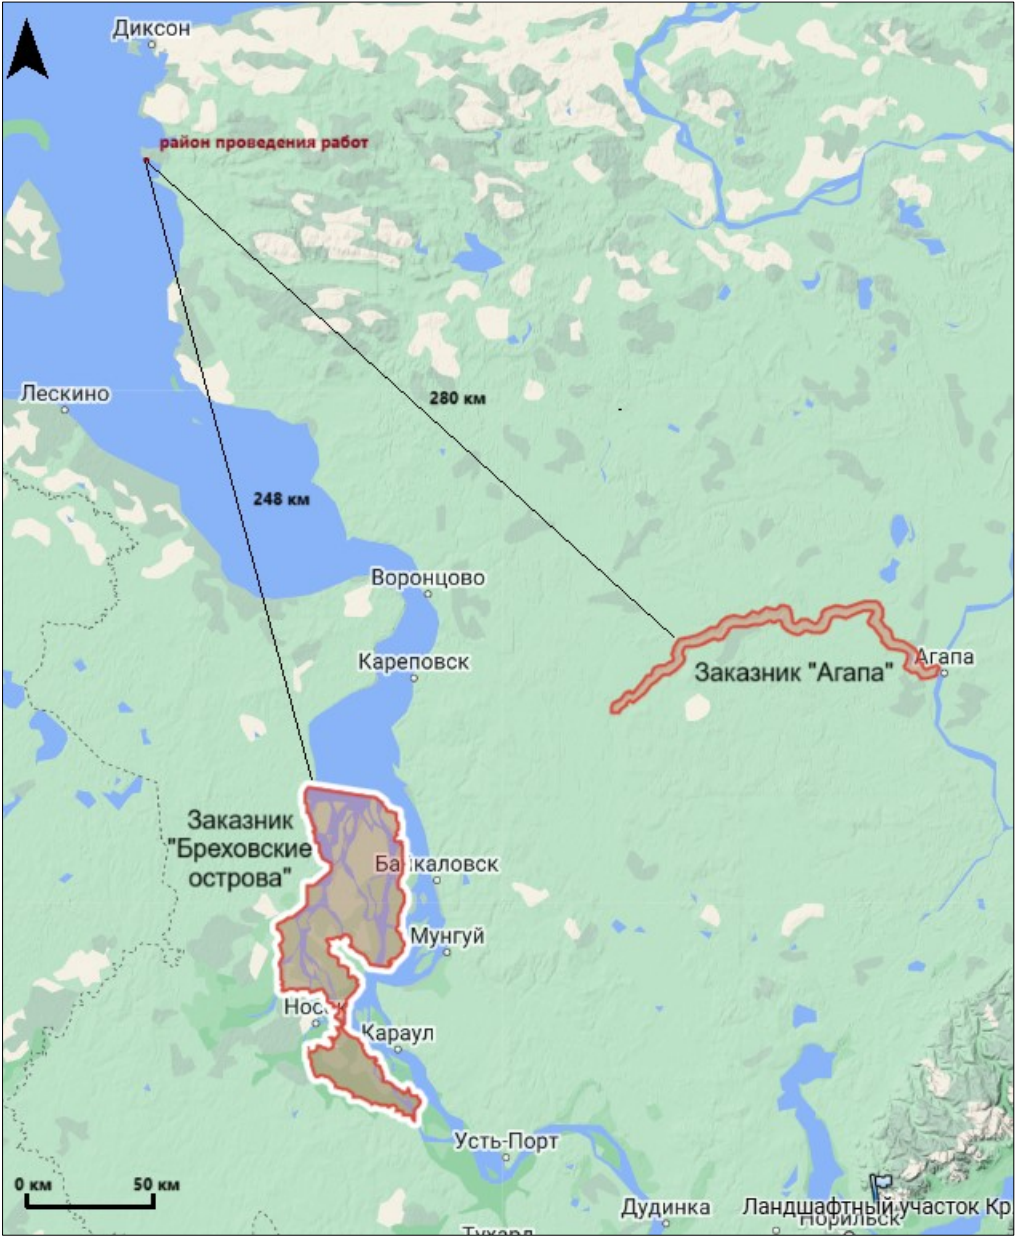 Диксон
район проведения работ
Лескино
280 км
248 км
Воронцово
Кареповск
Агапа
Заказник "Агапа"
Заказник
"Бреховские
острова"
Байкаловск
Мунгуй
Караул
Усть-Порт
0 км
50 км
Дудинка
Ландшафтный участок Кр
Норильск